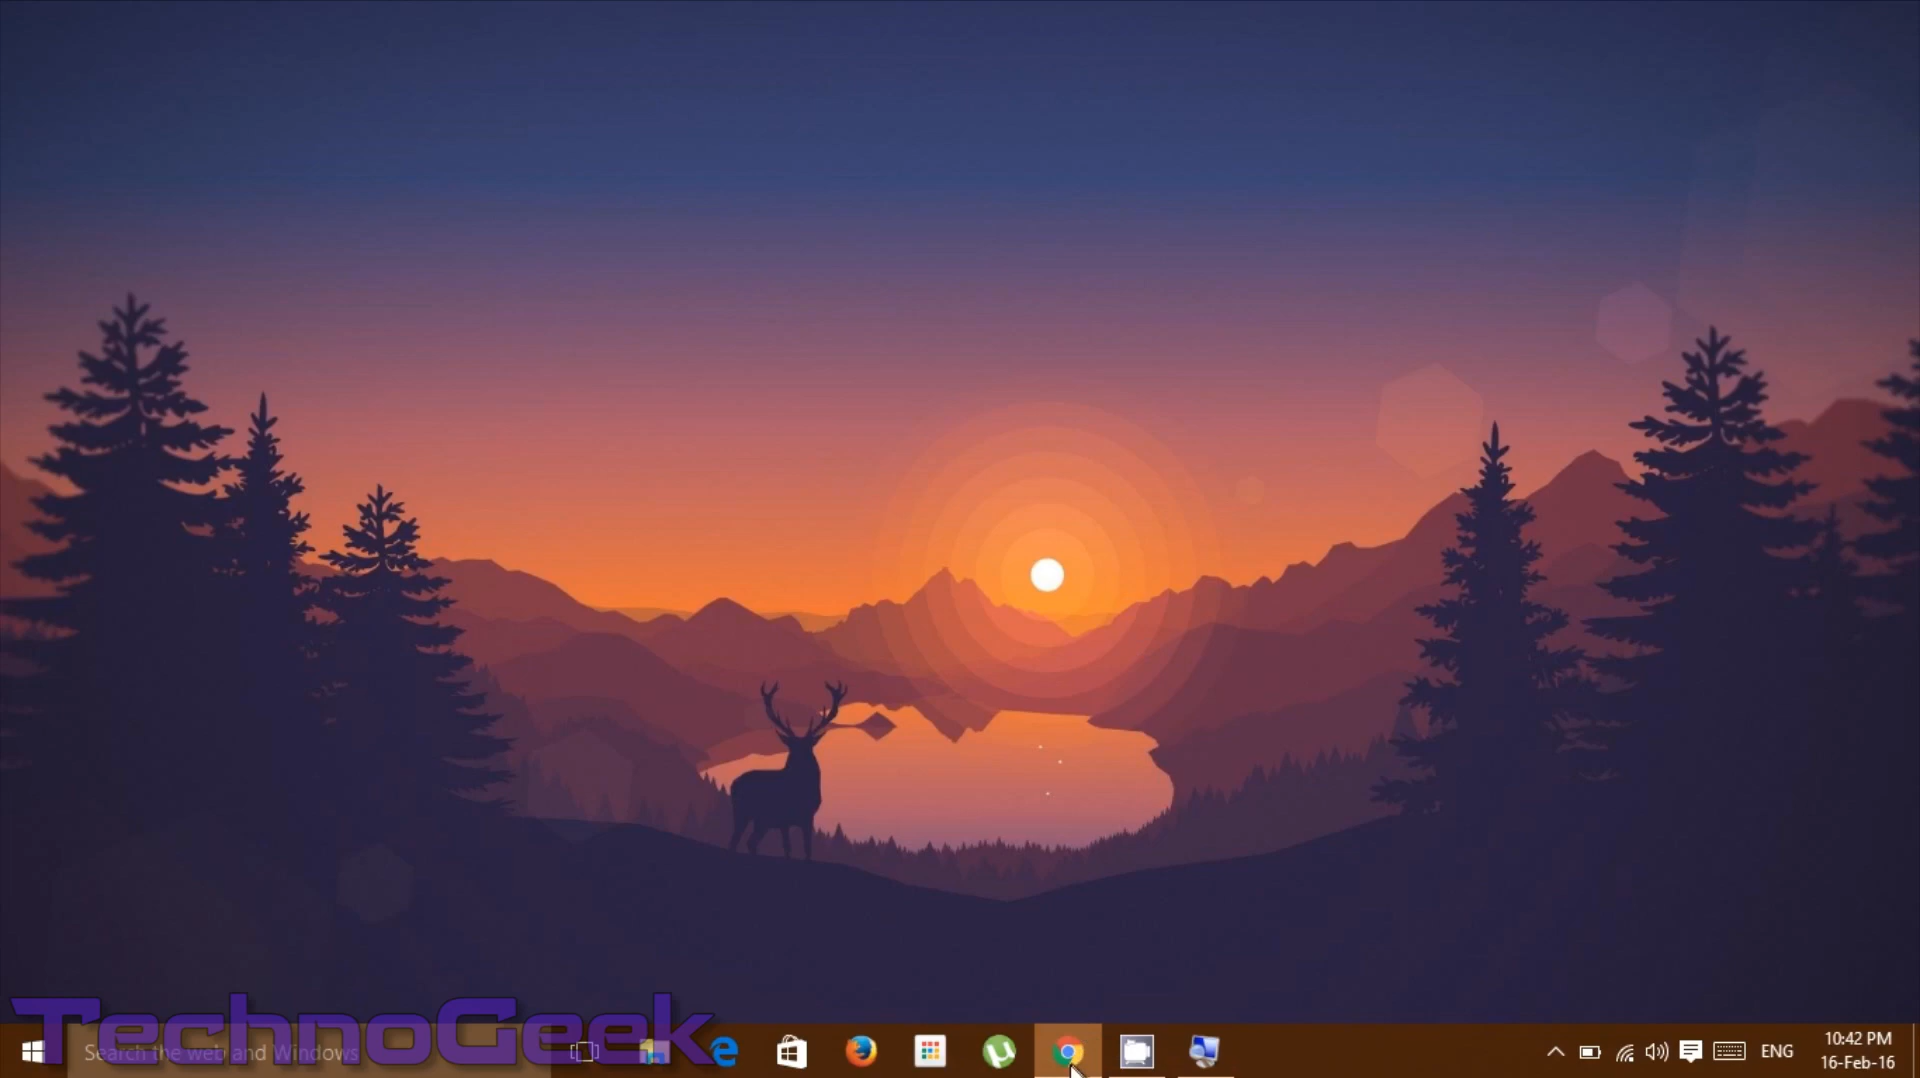 TechnoGeek
Search the web and Windows
ENG
10:42 PM
16-Feb-16